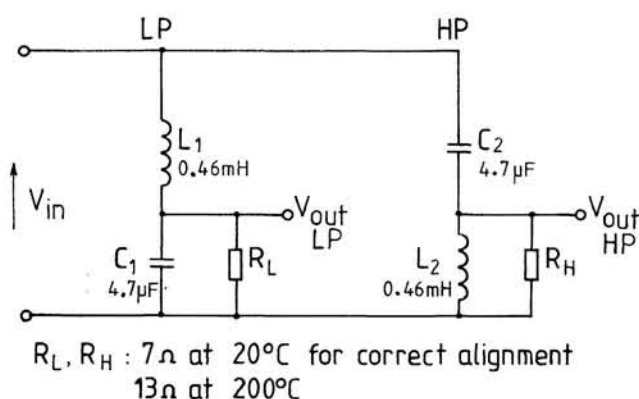 LP HP
L₁
0.46mH
C₂
4.7µF
Vin
Vout
LP
Vout
HP
C₁
4.7µF
RL
L₂
0.46mH
RH
RL, RH : 7Ω at 20°C for correct alignment
13Ω at 200°C